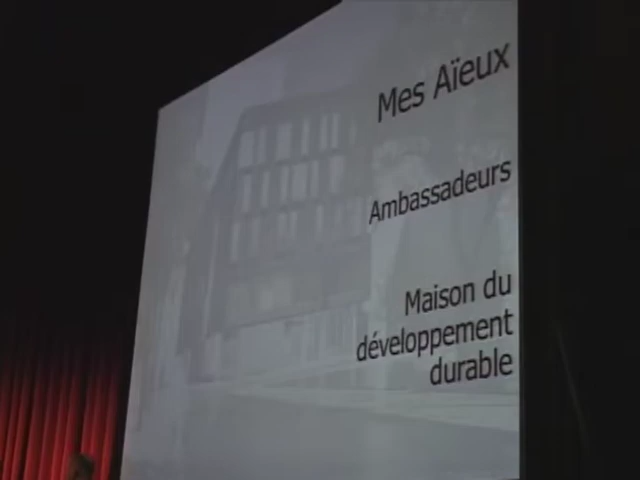 Mes Aïeux
Ambassadeurs
Maison du
développement
durable